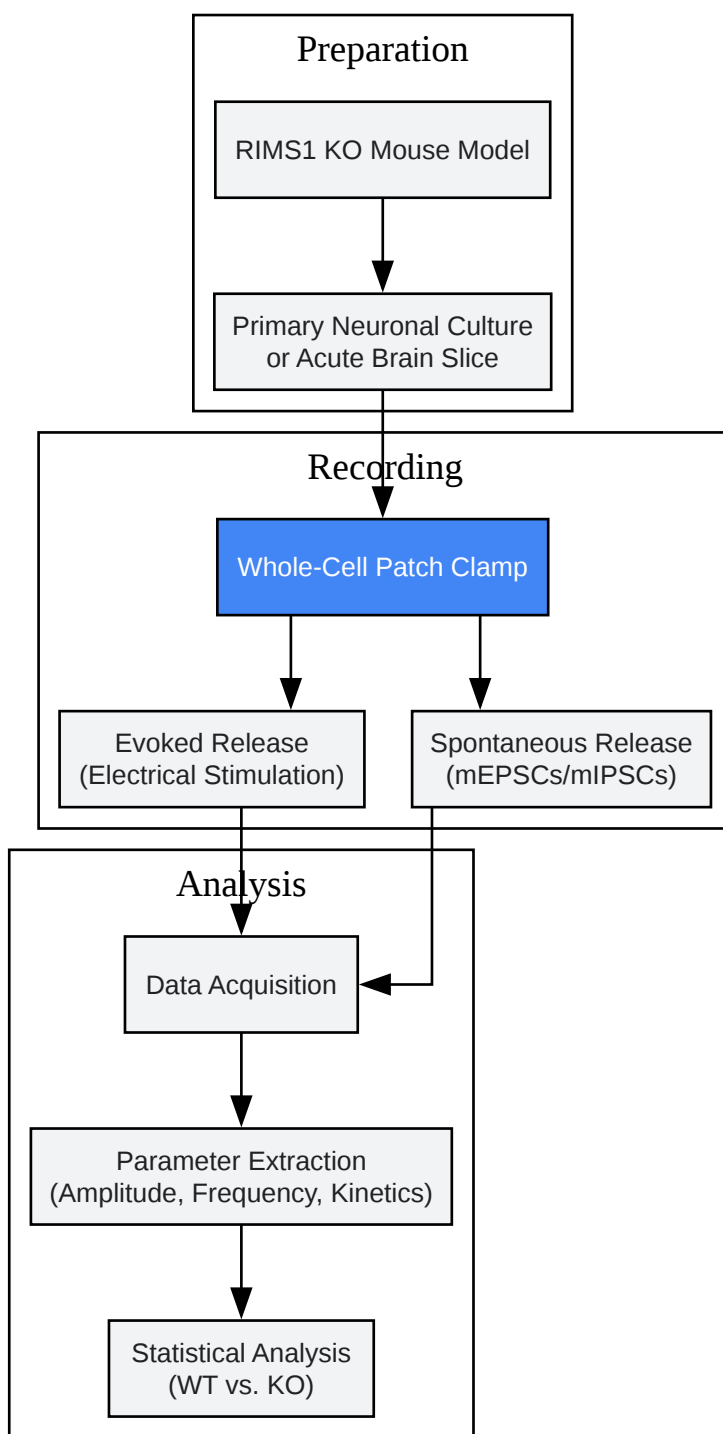 Preparation
RIMS1 KO Mouse Model
Primary Neuronal Culture
or Acute Brain Slice
Recording
Whole-Cell Patch Clamp
Evoked Release
(Electrical Stimulation)
Spontaneous Release
(mEPSCs/mIPSCs)
Analysis
Data Acquisition
Parameter Extraction
(Amplitude, Frequency, Kinetics)
Statistical Analysis
(WT vs. KO)